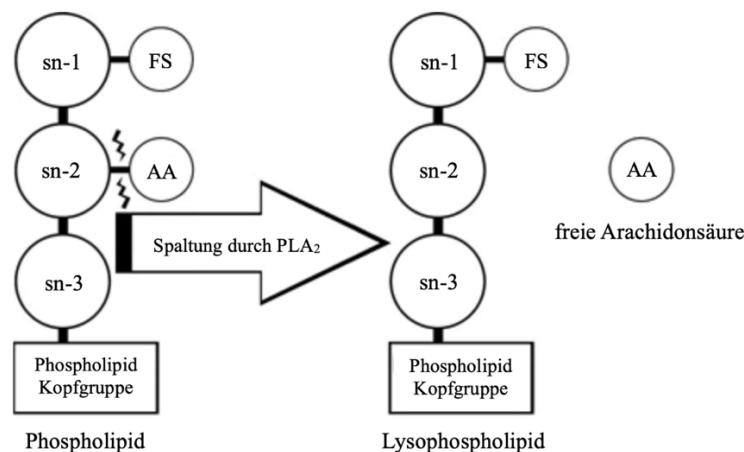 sn-1
FS
sn-1
FS
sn-2
AA
sn-2
AA
Spaltung durch PLA₂
freie Arachidonsäure
sn-3
sn-3
Phospholipid
Kopfgruppe
Phospholipid
Kopfgruppe
Phospholipid
Lysophospholipid